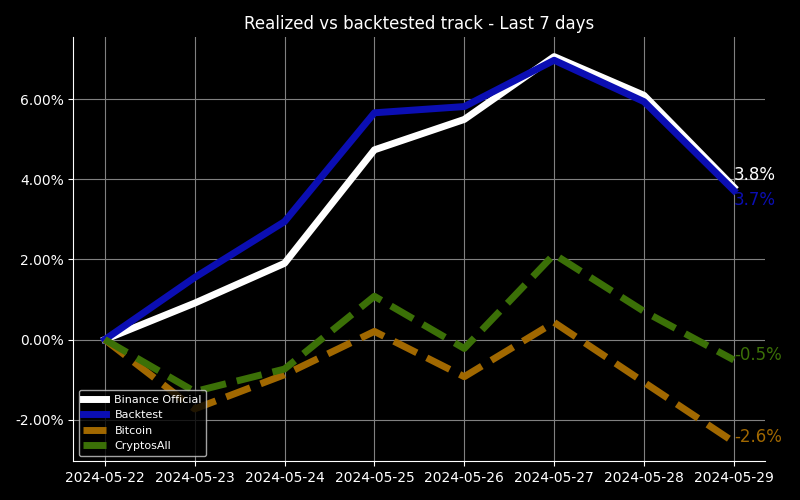 Realized vs backtested track - Last 7 days
6.00%
4.00%
2.00%
0.00%
-2.00%
3.8%
3.7%
-0.5%
-2.6%
Binance Official
Backtest
Bitcoin
CryptosAll
2024-05-22 2024-05-23 2024-05-24 2024-05-25 2024-05-26 2024-05-27 2024-05-28 2024-05-29